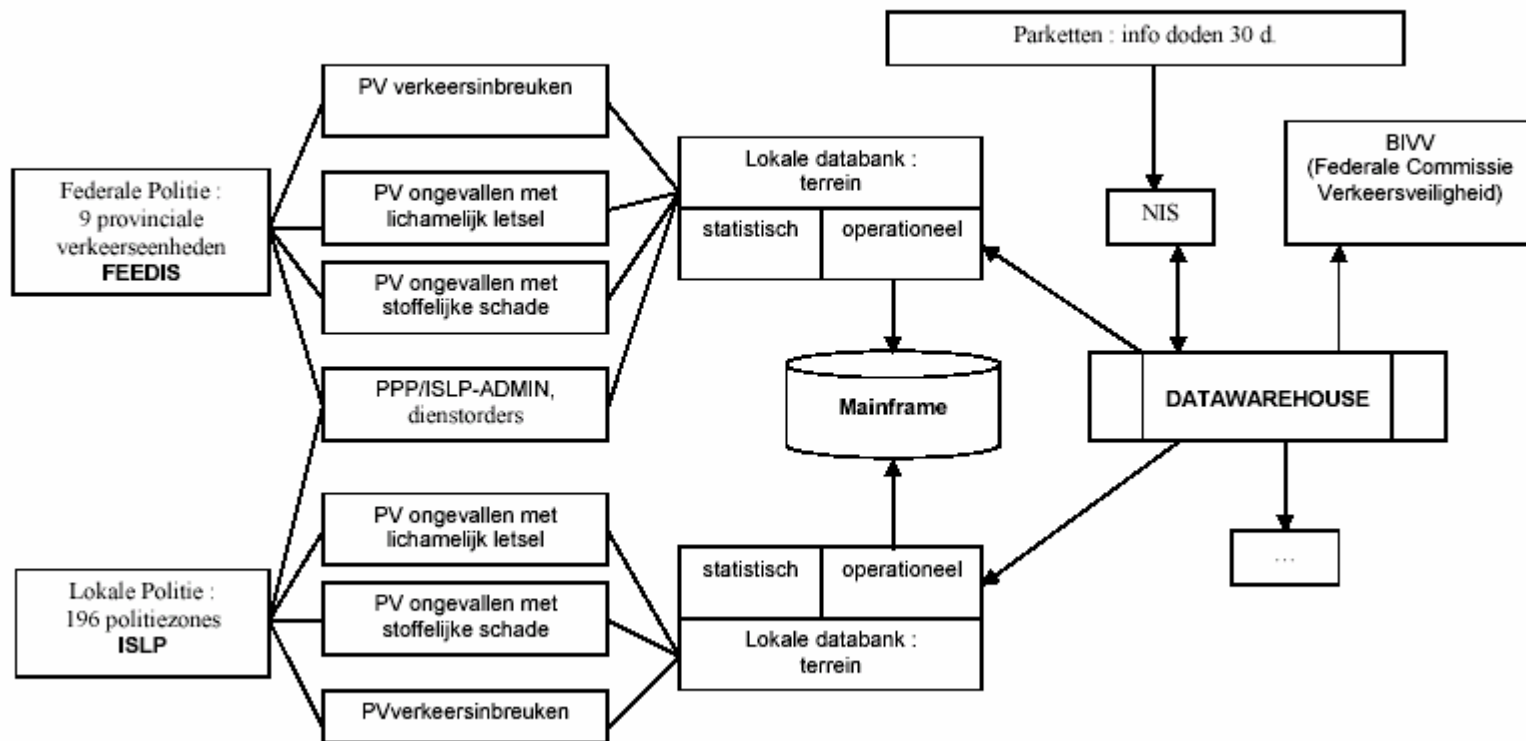 Parketten : info doden 30 d.
PV verkeersinbreuken
Federale Politie :
9 provinciale
verkeerseenheden
FEEDIS
PV ongevallen met
lichamelijk letsel
PV ongevallen met
stoffelijke schade
PPP/ISLP-ADMIN,
dienstorders
Lokale databank :
terrein
statistisch
operationeel
Mainframe
NIS
BIVV
(Federale Commissie
Verkeersveiligheid)
DATAWAREHOUSE
...
Lokale Politie :
196 politiezones
ISLP
PV ongevallen met
lichamelijk letsel
PV ongevallen met
stoffelijke schade
PVverkeersinbreuken
statistisch
operationeel
Lokale databank :
terrein